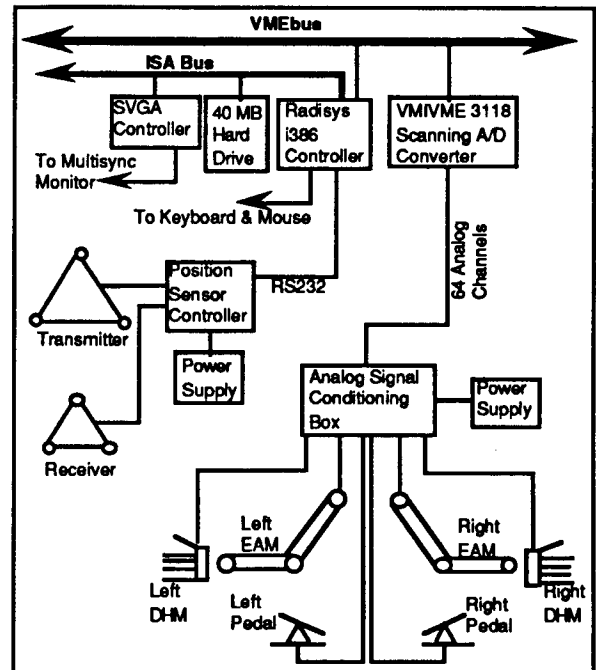 VMEbus
ISA Bus
SVGA
Controller
40 MB
Hard
Drive
Radisys
i386
Controller
VMIVME 3118
Scanning A/D
Converter
To Multisync
Monitor
To Keyboard & Mouse
64 Analog
Channels
Position
Sensor
Controller
RS232
Transmitter
Power
Supply
Analog Signal
Conditioning
Box
Power
Supply
Receiver
Left
EAM
Right
EAM
Left
DHM
Left
Pedal
Right
Pedal
Right
DHM